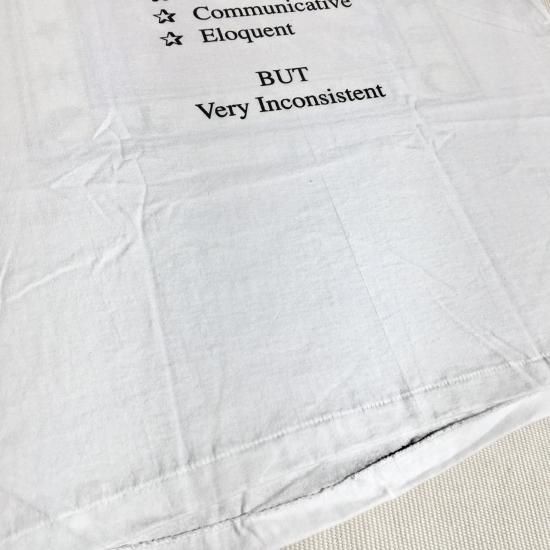 ☆ Communicative
☆ Eloquent
BUT
Very Inconsistent